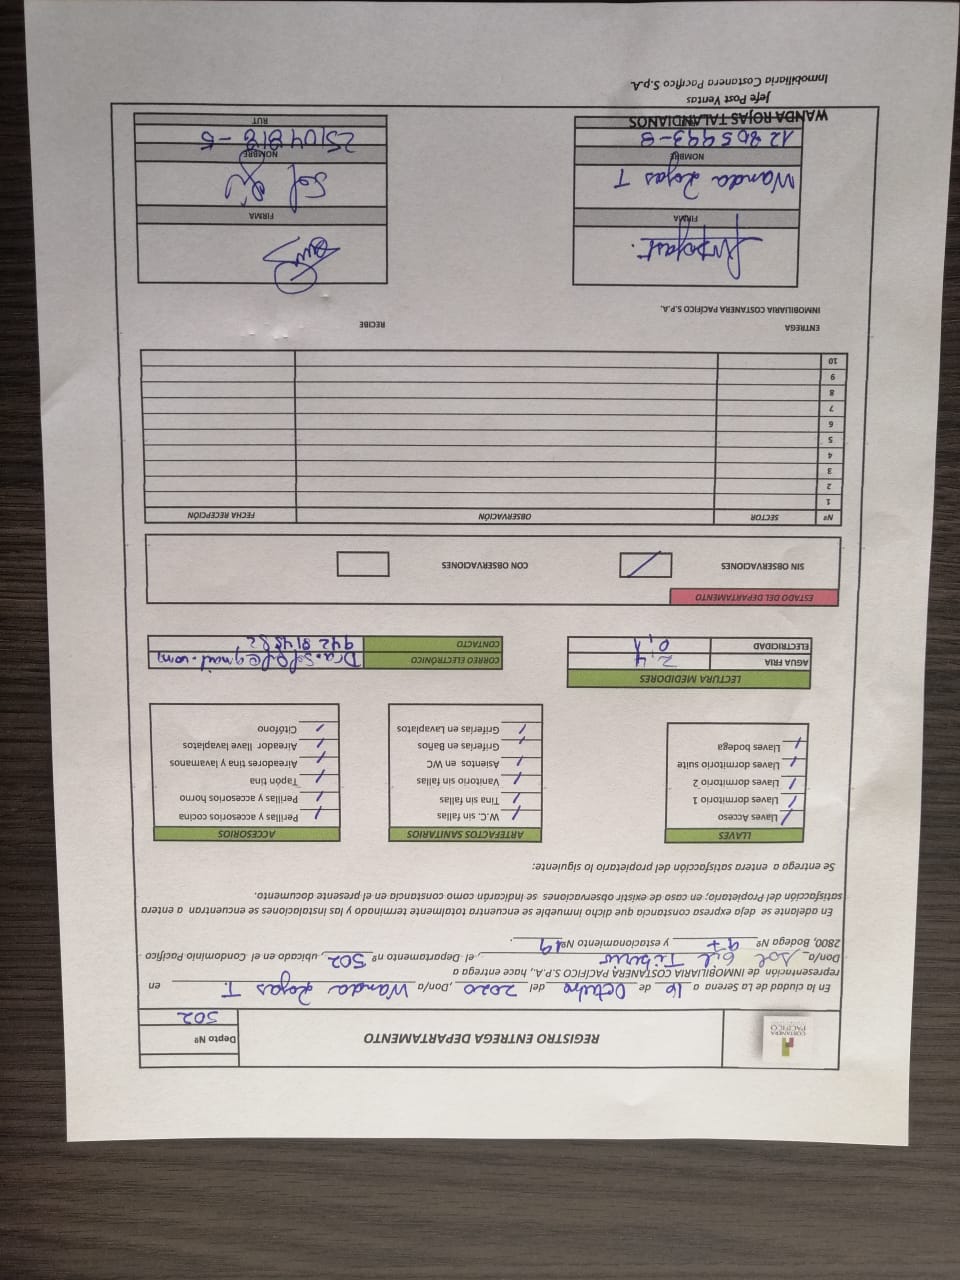 COSTANERA
PACÍFICO
REGISTRO ENTREGA DEPARTAMENTO
Depto Nº
502
En la ciudad de La Serena a 16 de Octubre del 2020, Don/a Wanda Rojas T. en
representación de INMOBILIARIA COSTANERA PACIFICO S.P.A., hace entrega a
Don/a Sol Gil Tiburcio, el Departamento nº 502, ubicado en el Condominio Pacífico
2800, Bodega Nº 97 y estacionamiento Nº 19.
En adelante se deja expresa constancia que dicho inmueble se encuentra totalmente terminado y las instalaciones se encuentran a entera
satisfacción del Propietario; en caso de existir observaciones se indicarán como constancia en el presente documento.
Se entrega a entera satisfacción del propietario lo siguiente:
LLAVES
Llaves Acceso
Llaves dormitorio 1
Llaves dormitorio 2
Llaves dormitorio suite
Llaves bodega
ARTEFACTOS SANITARIOS
W.C. sin fallas
Tina sin fallas
Vanitorio sin fallas
Asientos en WC
Griferías en Baños
Griferías en Lavaplatos
ACCESORIOS
Perillas y accesorios cocina
Perillas y accesorios horno
Tapón tina
Aireadores tina y lavamanos
Aireador llave lavaplatos
Citófono
LECTURA MEDIDORES
AGUA FRIA 2,4
ELECTRICIDAD 0,1
CORREO ELECTRÓNICO
CONTACTO
ESTADO DEL DEPARTAMENTO
SIN OBSERVACIONES
CON OBSERVACIONES
Nº SECTOR OBSERVACIÓN FECHA RECEPCIÓN
1
2
3
4
5
6
7
8
9
10
ENTREGA
INMOBILIARIA COSTANERA PACÍFICO S.P.A.
RECIBE
FIRMA
Wanda Rojas T
NOMBRE
12.805993-8
WANDA ROJAS TALANDIANOS
Jefe Post Ventas
Inmobiliaria Costanera Pacífico S.p.A.
FIRMA
Sol Gil
NOMBRE
25104818-5
RUT